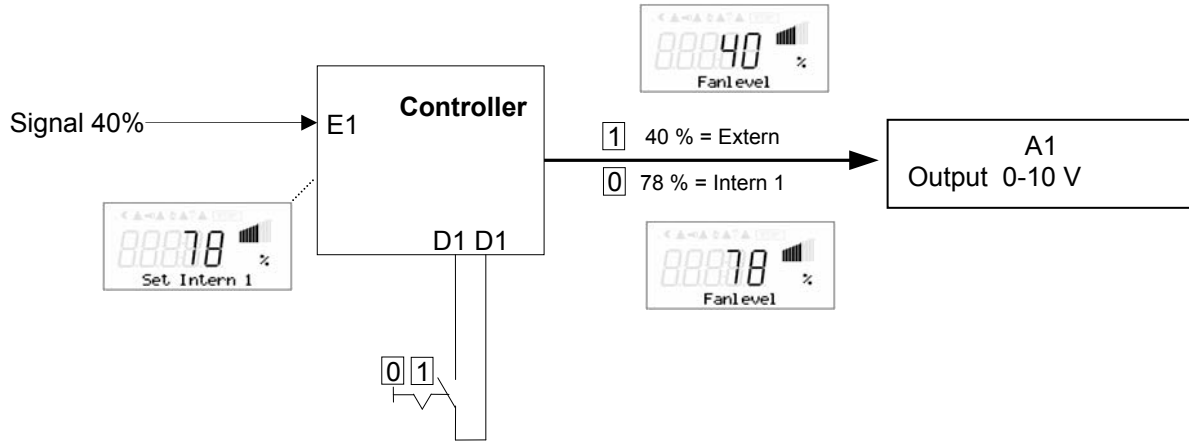 40
%
Fanlevel
Controller
Signal 40%
E1
1 40 % = Extern
0 78 % = Intern 1
A1
Output 0-10 V
78
%
Set Intern 1
D1 D1
78
%
Fanlevel
0 1